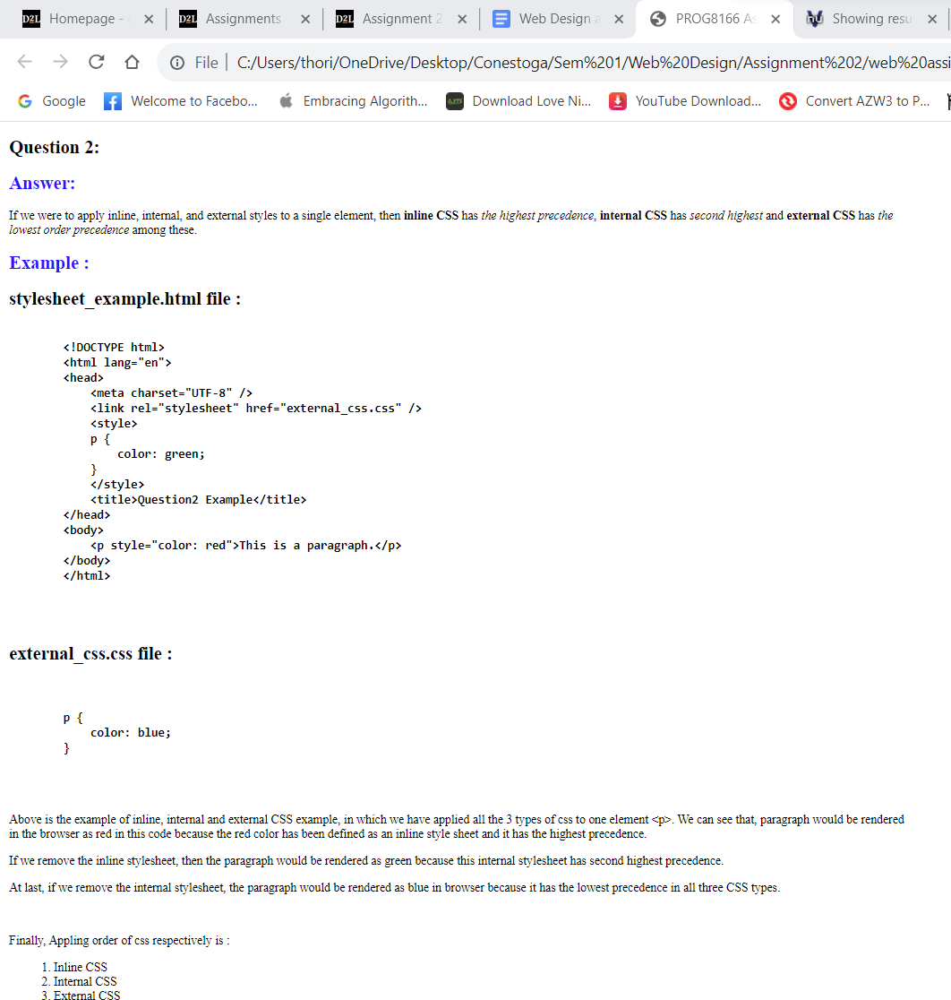 D2L Homepage -
D2L Assignments
D2L Assignment 2
Web Design a
PROG8166 As
Showing resu
File C:/Users/thori/OneDrive/Desktop/Conestoga/Sem%201/Web%20Design/Assignment%202/web%20assi
Google Welcome to Facebo... Embracing Algorith... Download Love Ni... YouTube Download... Convert AZW3 to P...
Question 2:
Answer:
If we were to apply inline, internal, and external styles to a single element, then inline CSS has the highest precedence, internal CSS has second highest and external CSS has the
lowest order precedence among these.
Example :
stylesheet_example.html file :
<!DOCTYPE html>
<html lang="en">
<head>
<meta charset="UTF-8" />
<link rel="stylesheet" href="external_css.css" />
<style>
p {
color: green;
}
</style>
<title>Question2 Example</title>
</head>
<body>
<p style="color: red">This is a paragraph.</p>
</body>
</html>
external_css.css file :
p {
color: blue;
}
Above is the example of inline, internal and external CSS example, in which we have applied all the 3 types of css to one element <p>. We can see that, paragraph would be rendered
in the browser as red in this code because the red color has been defined as an inline style sheet and it has the highest precedence.
If we remove the inline stylesheet, then the paragraph would be rendered as green because this internal stylesheet has second highest precedence.
At last, if we remove the internal stylesheet, the paragraph would be rendered as blue in browser because it has the lowest precedence in all three CSS types.
Finally, Appling order of css respectively is :
1. Inline CSS
2. Internal CSS
3. External CSS